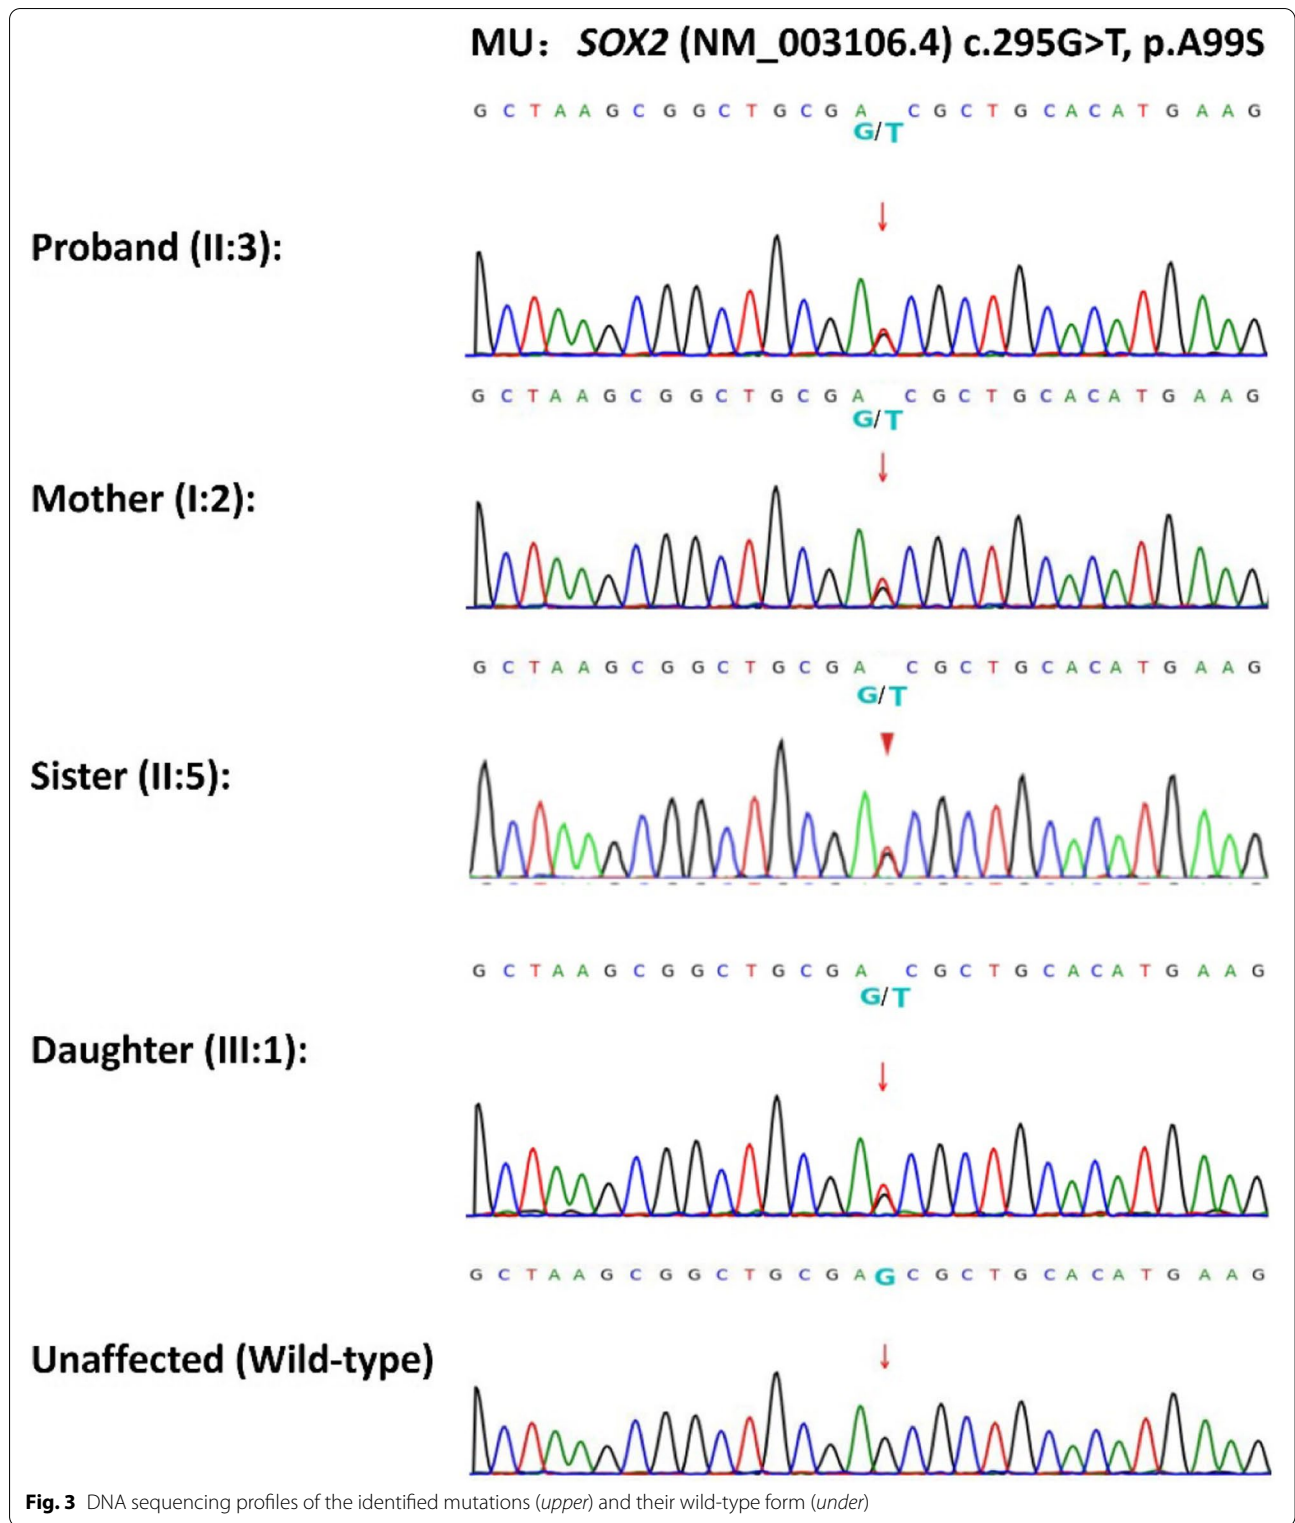 MU： SOX2 (NM_003106.4) c.295G>T, p.A99S
G C T A A G C G G C T G C G A C G C T G C A C A T G A A G
G/T
Proband (II:3):
G C T A A G C G G C T G C G A C G C T G C A C A T G A A G
G/T
Mother (I:2):
G C T A A G C G G C T G C G A C G C T G C A C A T G A A G
G/T
Sister (II:5):
G C T A A G C G G C T G C G A C G C T G C A C A T G A A G
G/T
Daughter (III:1):
G C T A A G C G G C T G C G A G C G C T G C A C A T G A A G
Unaffected (Wild-type)
Fig. 3 DNA sequencing profiles of the identified mutations (upper) and their wild-type form (under)